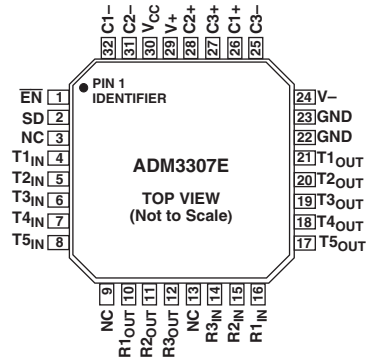 32 C1–
31 C2–
30 VCC
29 V+
28 C2+
27 C3+
26 C1+
25 C3–
PIN 1
IDENTIFIER
EN 1
SD 2
NC 3
T1IN 4
T2IN 5
T3IN 6
T4IN 7
T5IN 8
ADM3307E
TOP VIEW
(Not to Scale)
24 V–
23 GND
22 GND
21 T1OUT
20 T2OUT
19 T3OUT
18 T4OUT
17 T5OUT
NC 9
R1OUT 10
R2OUT 11
R3OUT 12
NC 13
R3IN 14
R2IN 15
R1IN 16